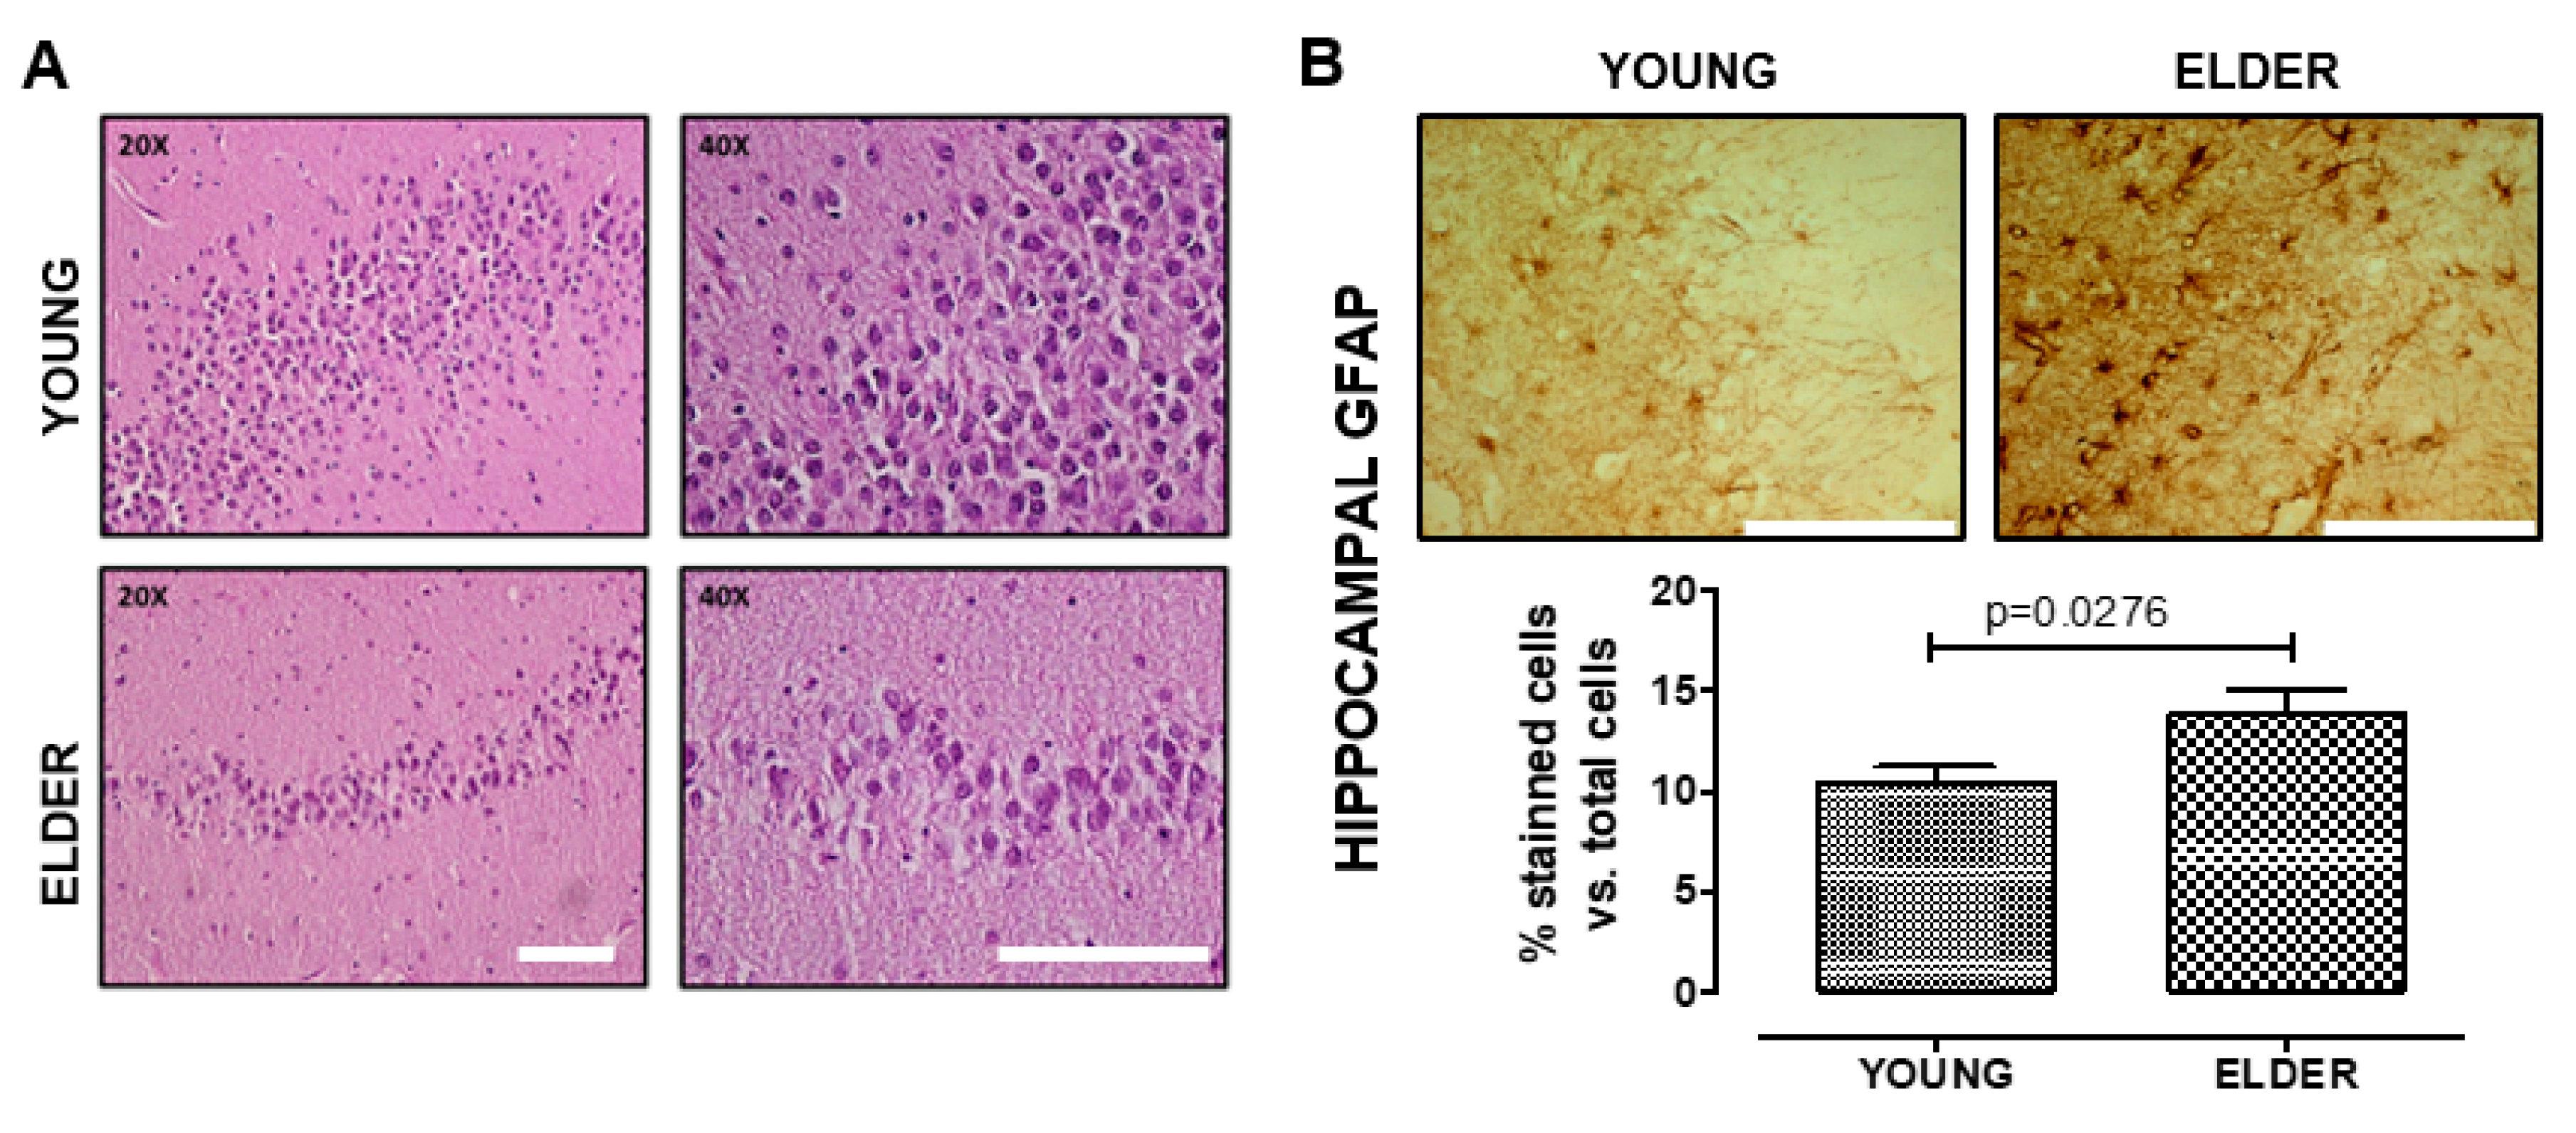 A
YOUNG
20X
40X
ELDER
20X
40X
B
YOUNG
ELDER
HIPPOCAMPAL GFAP
% stainned cells
vs. total cells
20
15
10
5
0
p=0.0276
YOUNG
ELDER